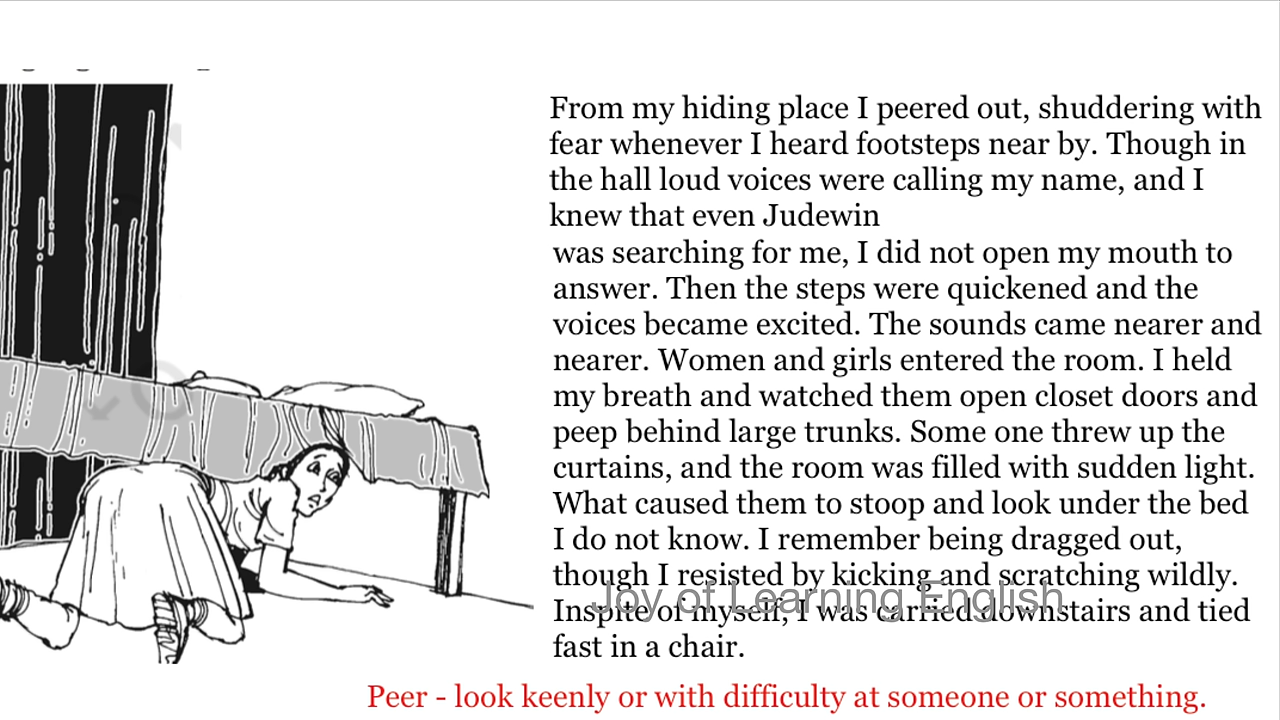 From my hiding place I peered out, shuddering with
fear whenever I heard footsteps near by. Though in
the hall loud voices were calling my name, and I
knew that even Judewin
was searching for me, I did not open my mouth to
answer. Then the steps were quickened and the
voices became excited. The sounds came nearer and
nearer. Women and girls entered the room. I held
my breath and watched them open closet doors and
peep behind large trunks. Some one threw up the
curtains, and the room was filled with sudden light.
What caused them to stoop and look under the bed
I do not know. I remember being dragged out,
though I resisted by kicking and scratching wildly.
Joy of Learning English
Inspite of myself, I was carried downstairs and tied
fast in a chair.
Peer - look keenly or with difficulty at someone or something.